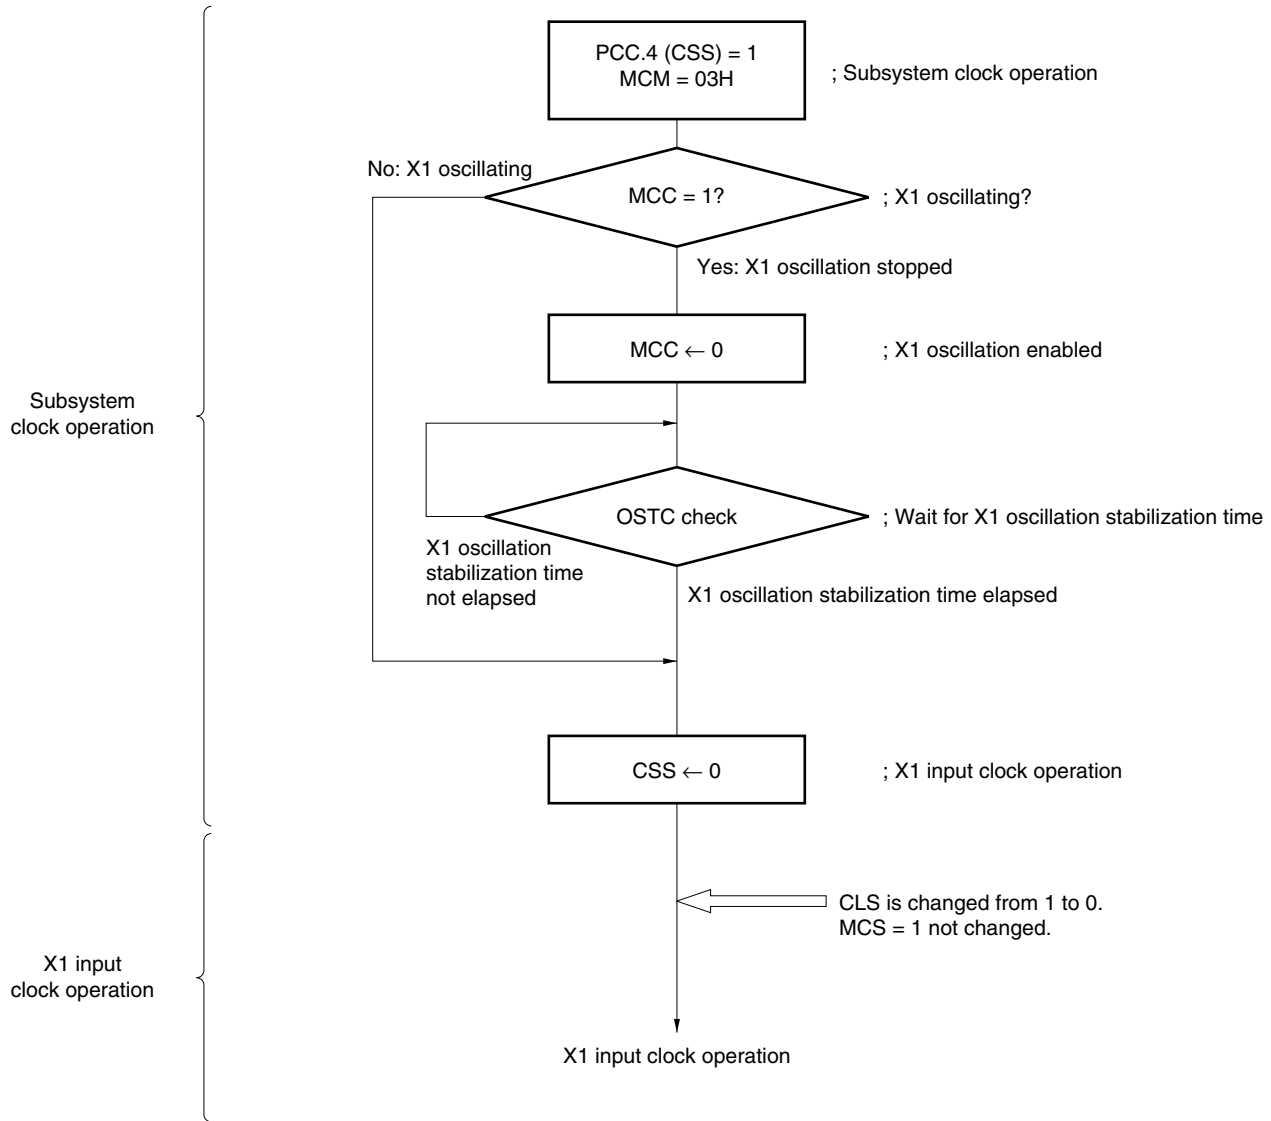 PCC.4 (CSS) = 1
MCM = 03H
; Subsystem clock operation
No: X1 oscillating
MCC = 1?
; X1 oscillating?
Yes: X1 oscillation stopped
MCC ← 0
; X1 oscillation enabled
Subsystem
clock operation
OSTC check
; Wait for X1 oscillation stabilization time
X1 oscillation
stabilization time
not elapsed
X1 oscillation stabilization time elapsed
CSS ← 0
; X1 input clock operation
CLS is changed from 1 to 0.
MCS = 1 not changed.
X1 input
clock operation
X1 input clock operation